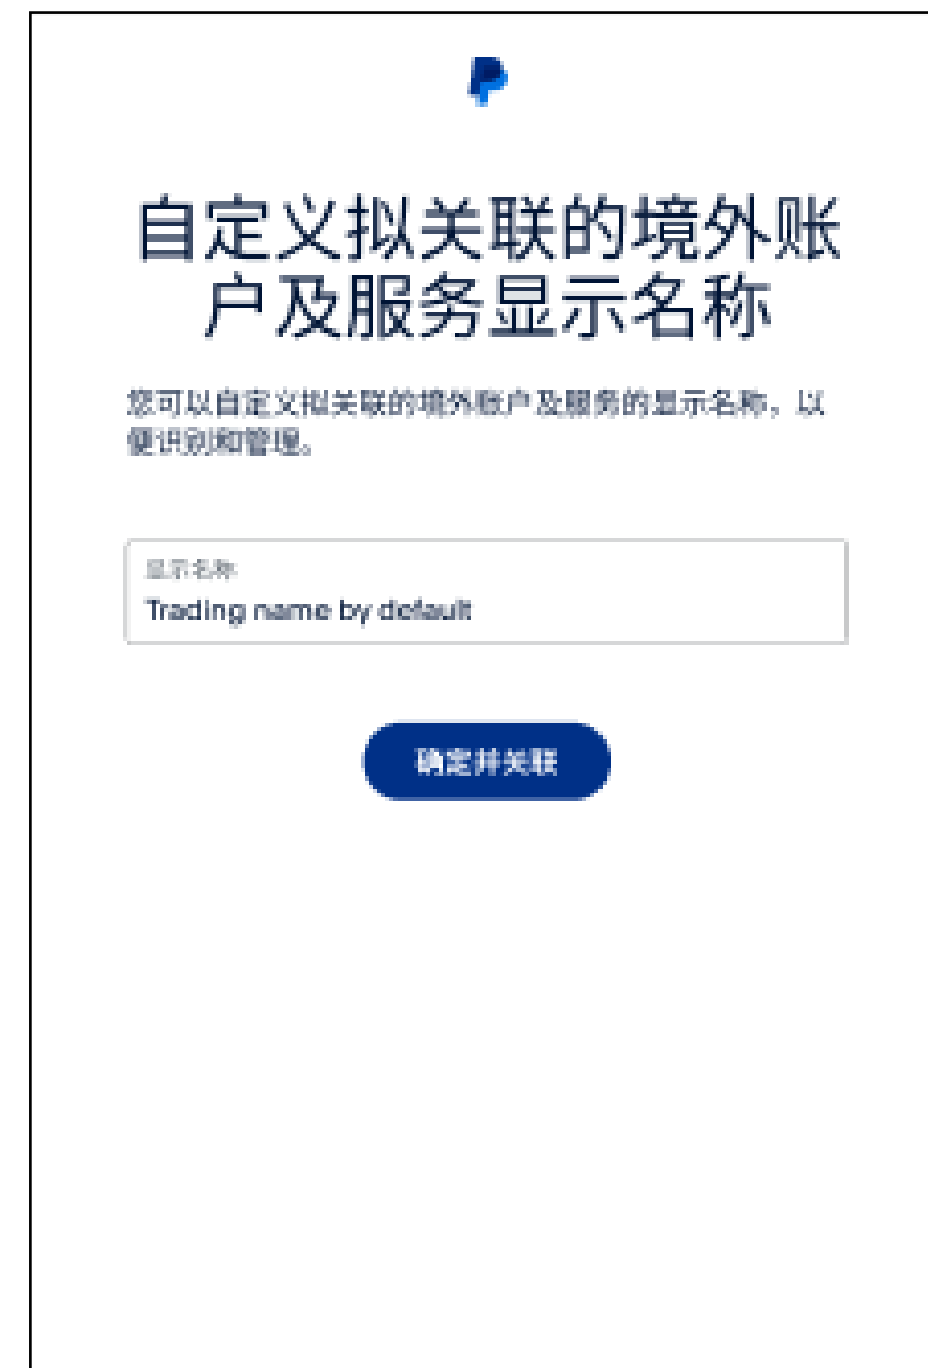 自定义拟关联的境外账
户及服务显示名称
您可以自定义拟关联的境外账户及服务的显示名称，以
便识别和管理。
显示名称
Trading name by default
确定并关联